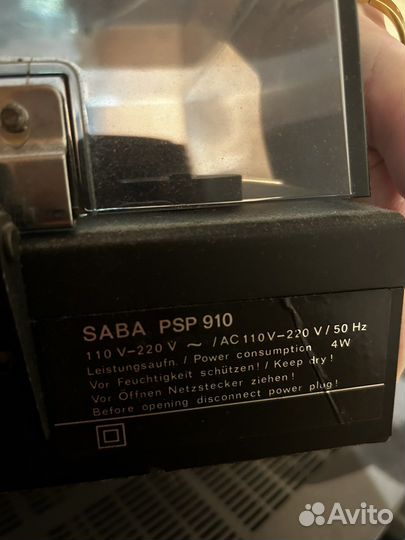 SABA PSP 910
110 V-220 V ~ /AC 110 V-220 V/50 Hz
Leistungsaufn. / Power consumption 4W
Vor Feuchtigkeit schützen! / Keep dry!
Vor Öffnen Netzstecker ziehen!
Before opening disconnect power plug!
Avito